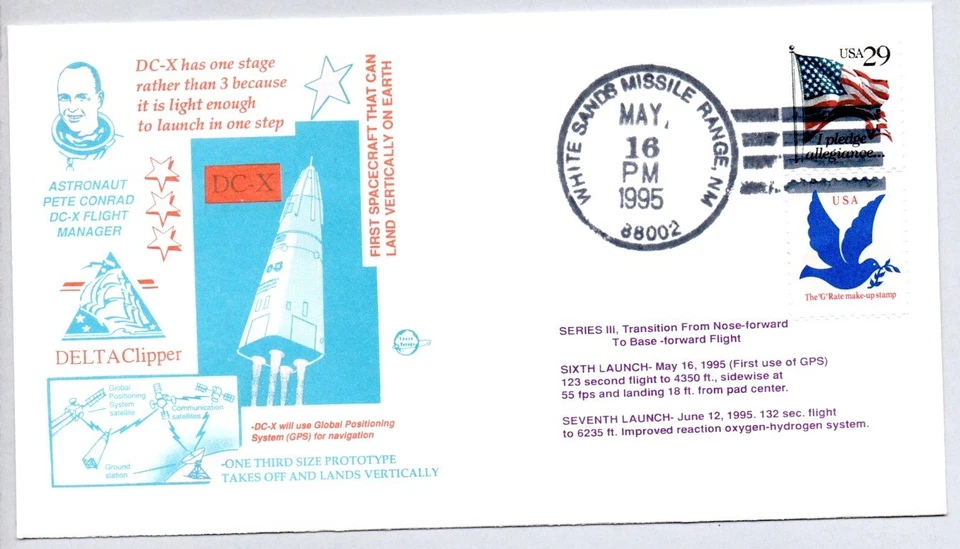 DC-X has one stage
rather than 3 because
it is light enough
to launch in one step
ASTRONAUT
PETE CONRAD
DC-X FLIGHT
MANAGER
DC-X
FIRST SPACECRAFT THAT CAN
LAND VERTICALLY ON EARTH
DELTAClipper
Global
Positioning
System
satellite
Communication
satellites
Ground
station
-DC-X will use Global Positioning
System (GPS) for navigation
-ONE THIRD SIZE PROTOTYPE
TAKES OFF AND LANDS VERTICALLY
WHITE SANDS MISSILE RANGE, NM
MAY,
16
PM
1995
88002
USA 29
I pledge
allegiance...
USA
The 'G' Rate make-up stamp
SERIES III, Transition From Nose-forward
To Base -forward Flight
SIXTH LAUNCH- May 16, 1995 (First use of GPS)
123 second flight to 4350 ft., sidewise at
55 fps and landing 18 ft. from pad center.
SEVENTH LAUNCH- June 12, 1995. 132 sec. flight
to 6235 ft. Improved reaction oxygen-hydrogen system.